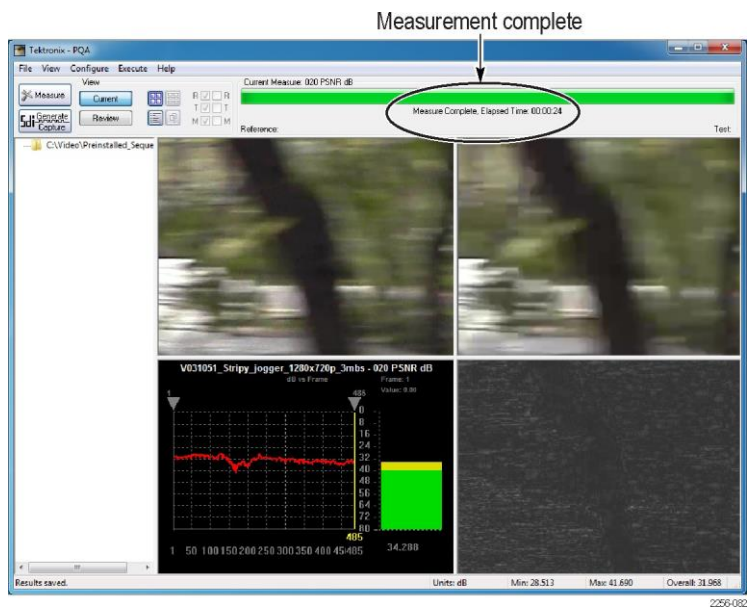 Measurement complete
Tektronix - PQA
File View Configure Execute Help
View
Current Measure: 020 PSNR dB
Measure
Current
R R
T T
M M
Measure Complete, Elapsed Time: 00:00:24
Sdi Generate
Capture
Review
Reference:
Test:
C:\Video\Preinstalled_Seque
V031051_Stripy_jogger_1280x720p_3mbs - 020 PSNR dB
dB vs Frame
Frame: 1
Value: 0.00
1
485
0
8
16
24
32
40
48
56
64
72
80
485
1 50 100 150 200 250 300 350 400 45 485
34.288
Results saved.
Units: dB
Min: 28.513
Max: 41.690
Overall: 31.968
2256-082